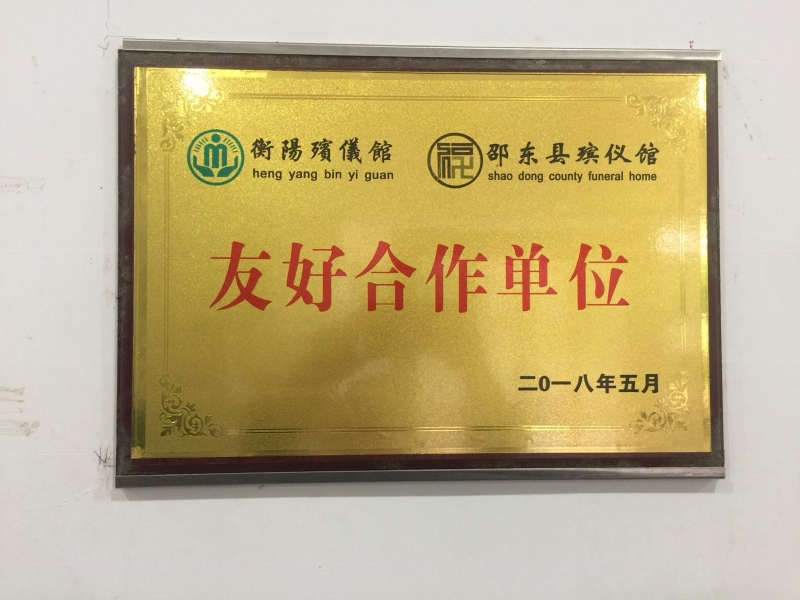 衡陽殯儀館
heng yang bin yi guan
邵东县殡仪馆
shao dong county funeral home
友好合作单位
二0一八年五月